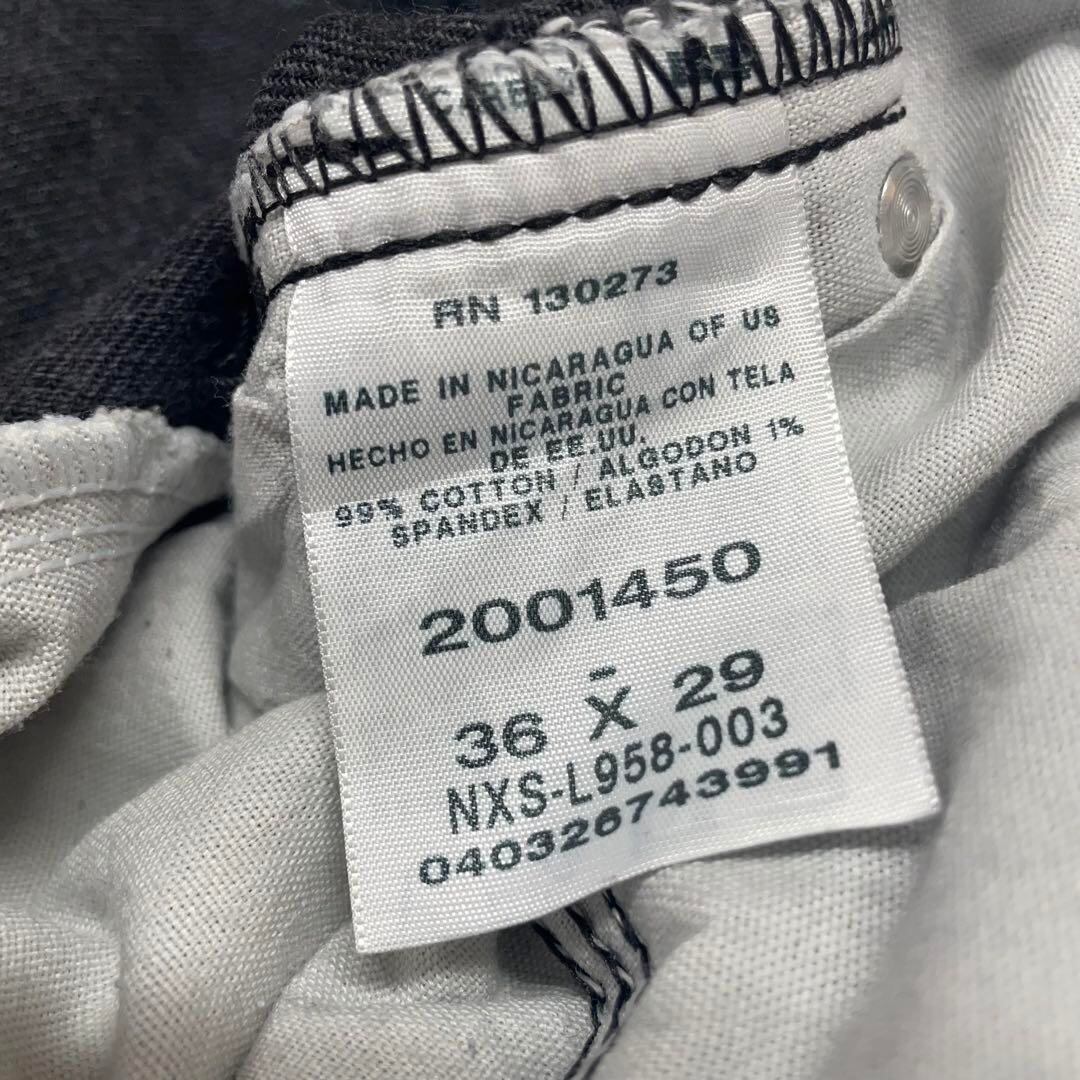 RN 130273
MADE IN NICARAGUA OF US
FABRIC
HECHO EN NICARAGUA CON TELA
DE EE.UU.
99% COTTON / ALGODON 1%
SPANDEX / ELASTANO
2001450
-
36 X 29
NXS-L958-003
040326743991